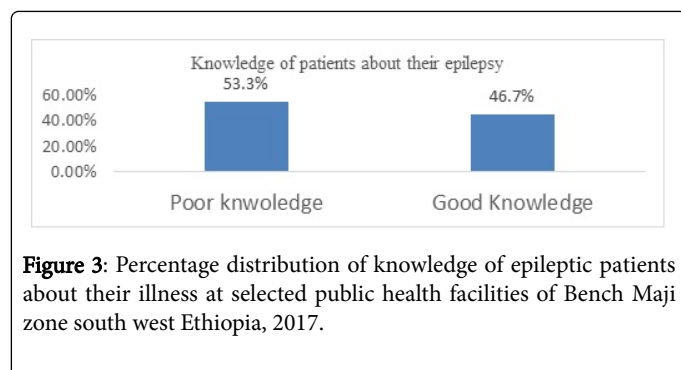 Knowledge of patients about their epilepsy
53.3%
46.7%
60.00%
40.00%
20.00%
0.00%
Poor knwoledge
Good Knowledge
Figure 3: Percentage distribution of knowledge of epileptic patients
about their illness at selected public health facilities of Bench Maji
zone south west Ethiopia, 2017.